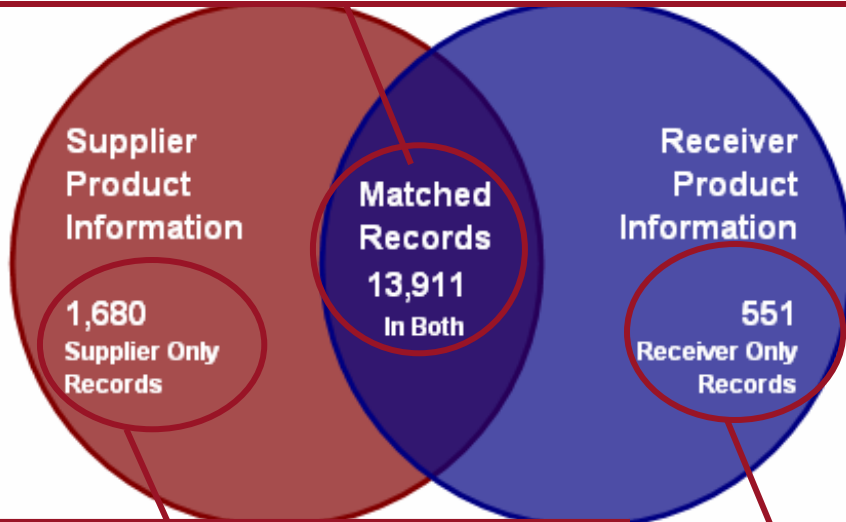 Supplier
Product
Information
1,680
Supplier Only
Records
Matched
Records
13,911
In Both
Receiver
Product
Information
551
Receiver Only
Records